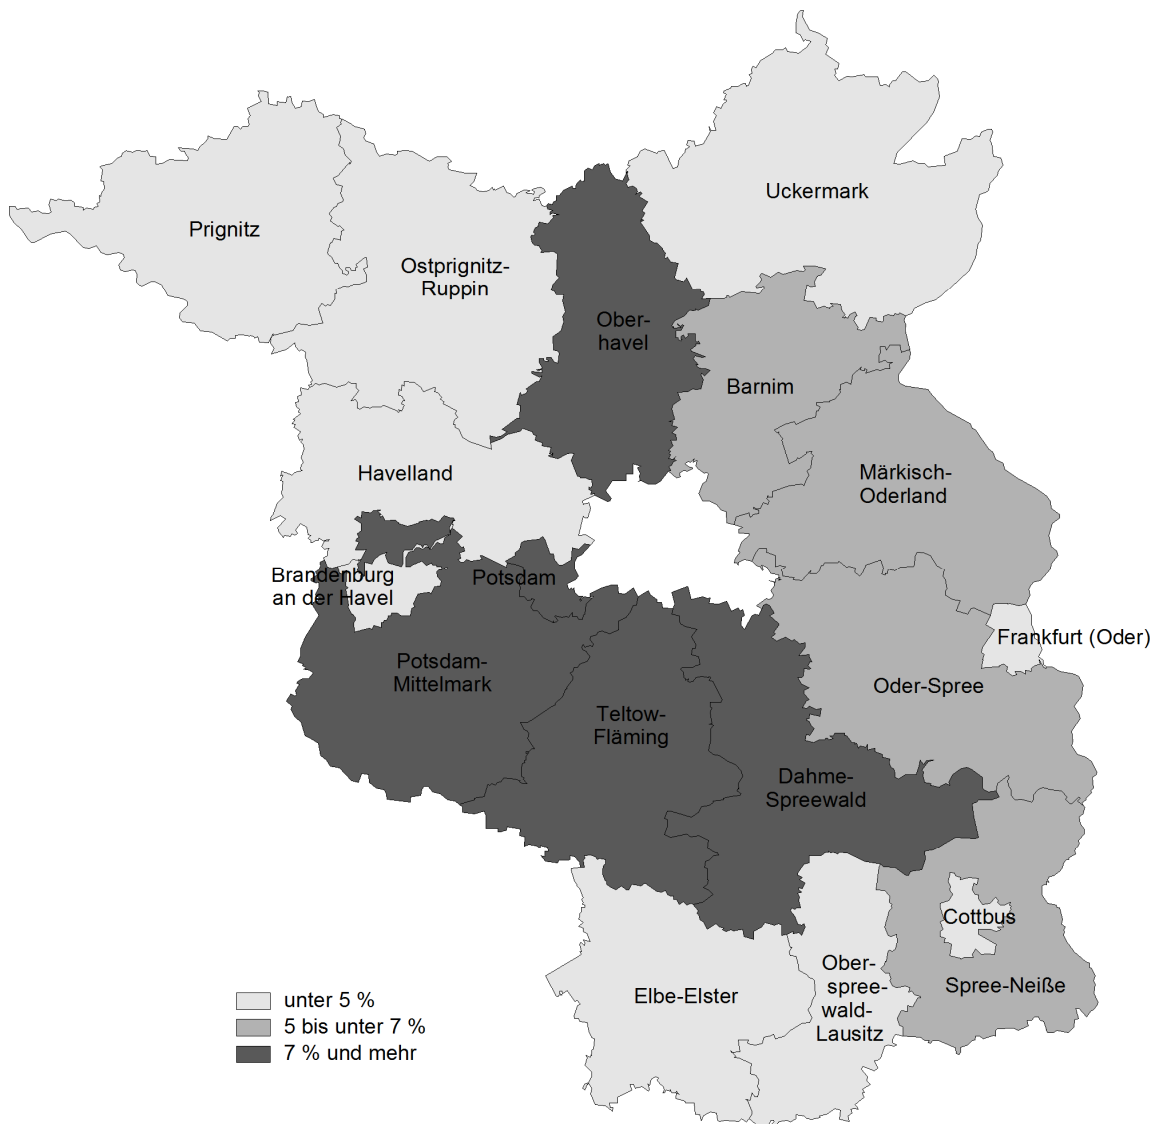 Uckermark
Prignitz
Ostprignitz-
Ruppin
Ober-
havel
Barnim
Havelland
Märkisch-
Oderland
Brandenburg
an der Havel
Potsdam
Frankfurt (Oder)
Potsdam-
Mittelmark
Oder-Spree
Teltow-
Fläming
Dahme-
Spreewald
Cottbus
Ober-
spree-
wald-
Lausitz
Spree-Neiße
Elbe-Elster
unter 5 %
5 bis unter 7 %
7 % und mehr